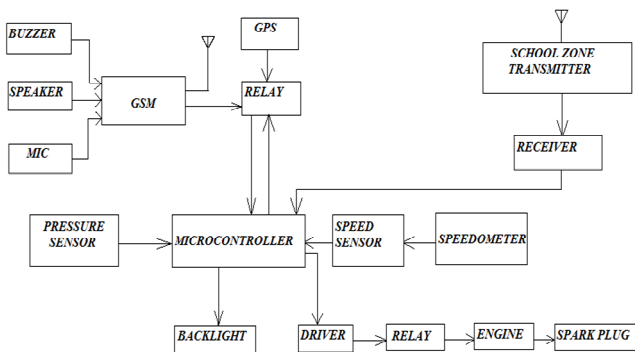 BUZZER
GPS
SCHOOL ZONE
TRANSMITTER
SPEAKER
GSM
RELAY
MIC
RECEIVER
PRESSURE
SENSOR
MICROCONTROLLER
SPEED
SENSOR
SPEEDOMETER
BACKLIGHT
DRIVER
RELAY
ENGINE
SPARK PLUG